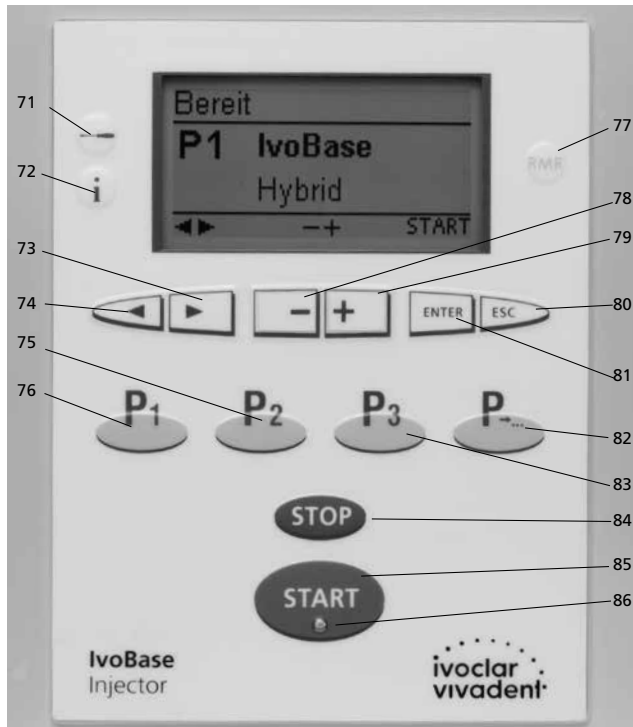 71
72
73
74
75
76
77
78
79
80
81
82
83
84
85
86
Bereit
P1 IvoBase
Hybrid
◀▶ −+ START
i
RMR
◀ ▶ − + ENTER ESC
P1 P2 P3 P→...
STOP
START
IvoBase
Injector
ivoclar
vivadent